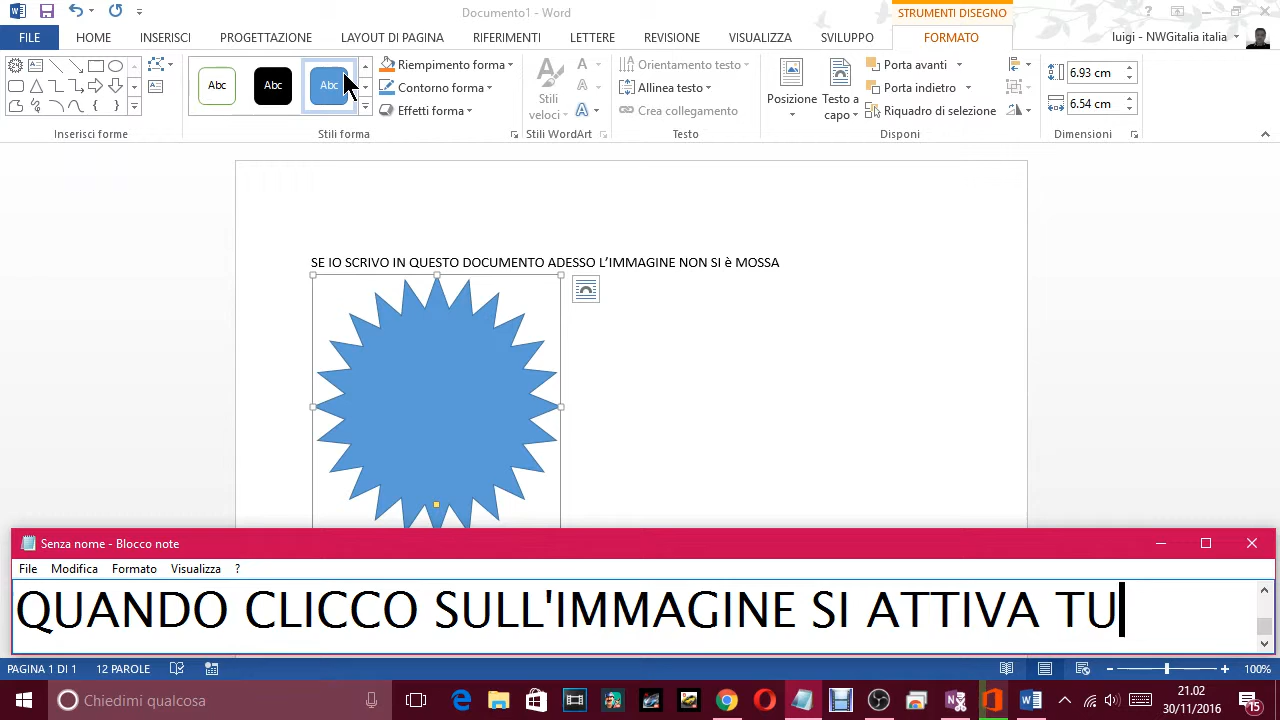 Documento1 - Word
STRUMENTI DISEGNO
FILE HOME INSERISCI PROGETTAZIONE LAYOUT DI PAGINA RIFERIMENTI LETTERE REVISIONE VISUALIZZA SVILUPPO FORMATO luigi - NWGitalia italia
Abc Abc Abc
Riempimento forma
Contorno forma
Effetti forma
Stili veloci
Orientamento testo
Allinea testo
Crea collegamento
Posizione
Testo a capo
Porta avanti
Porta indietro
Riquadro di selezione
6.93 cm
6.54 cm
Inserisci forme Stili forma Stili WordArt Testo Disponi Dimensioni
SE IO SCRIVO IN QUESTO DOCUMENTO ADESSO L’IMMAGINE NON SI è MOSSA
Senza nome - Blocco note
File Modifica Formato Visualizza ?
QUANDO CLICCO SULL'IMMAGINE SI ATTIVA TU
PAGINA 1 DI 1 12 PAROLE 100%
Chiedimi qualcosa
21.02
30/11/2016
15